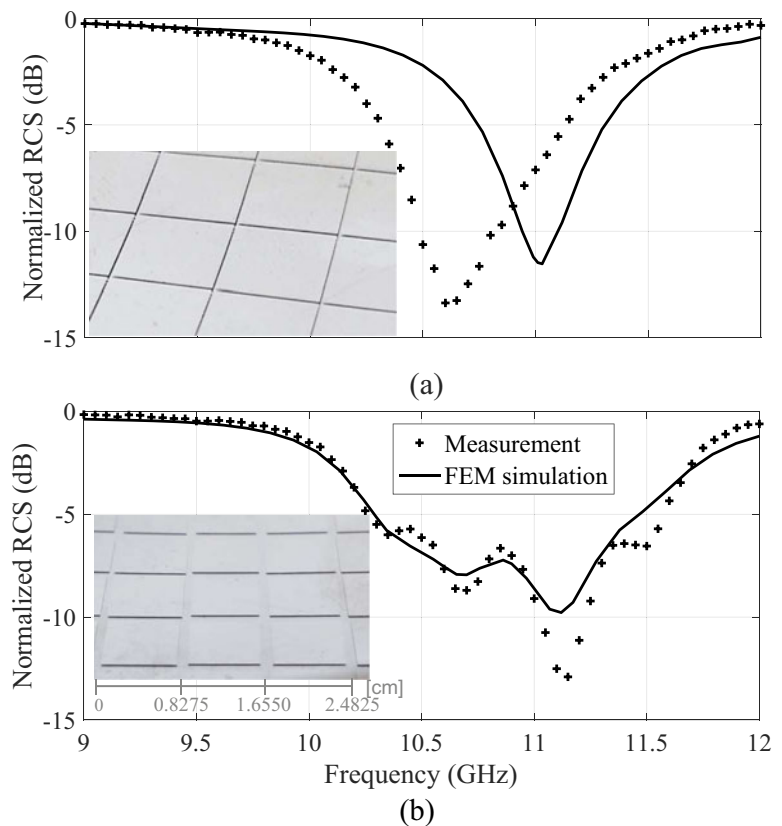 0
-5
-10
-15
Normalized RCS (dB)
(a)
0
-5
-10
-15
Normalized RCS (dB)
Measurement
FEM simulation
[cm]
0 0.8275 1.6550 2.4825
9 9.5 10 10.5 11 11.5 12
Frequency (GHz)
(b)